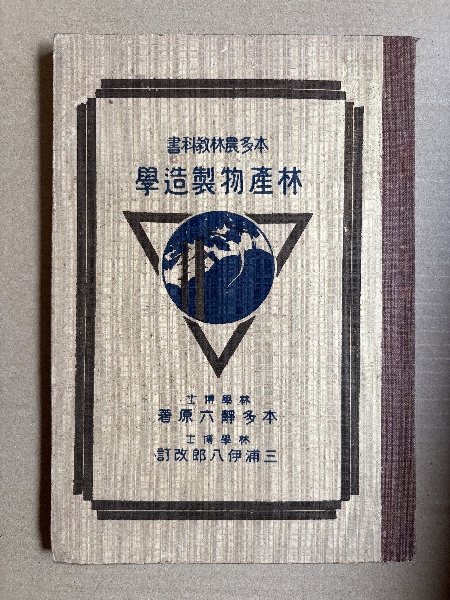 本多農林教科書
林產物製造學
林學博士
本多靜六原著
林學博士
三浦伊八郎改訂